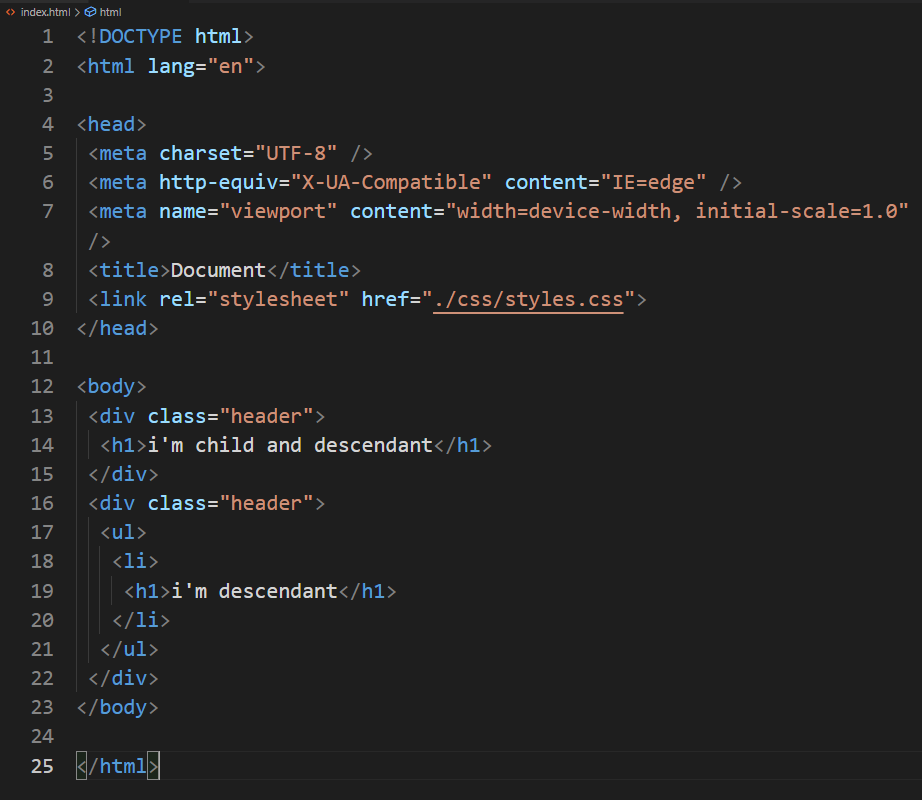 index.html > html
1 <!DOCTYPE html>
2 <html lang="en">
3
4 <head>
5 <meta charset="UTF-8" />
6 <meta http-equiv="X-UA-Compatible" content="IE=edge" />
7 <meta name="viewport" content="width=device-width, initial-scale=1.0"
/>
8 <title>Document</title>
9 <link rel="stylesheet" href="./css/styles.css">
10 </head>
11
12 <body>
13 <div class="header">
14 <h1>i'm child and descendant</h1>
15 </div>
16 <div class="header">
17 <ul>
18 <li>
19 <h1>i'm descendant</h1>
20 </li>
21 </ul>
22 </div>
23 </body>
24
25 </html>